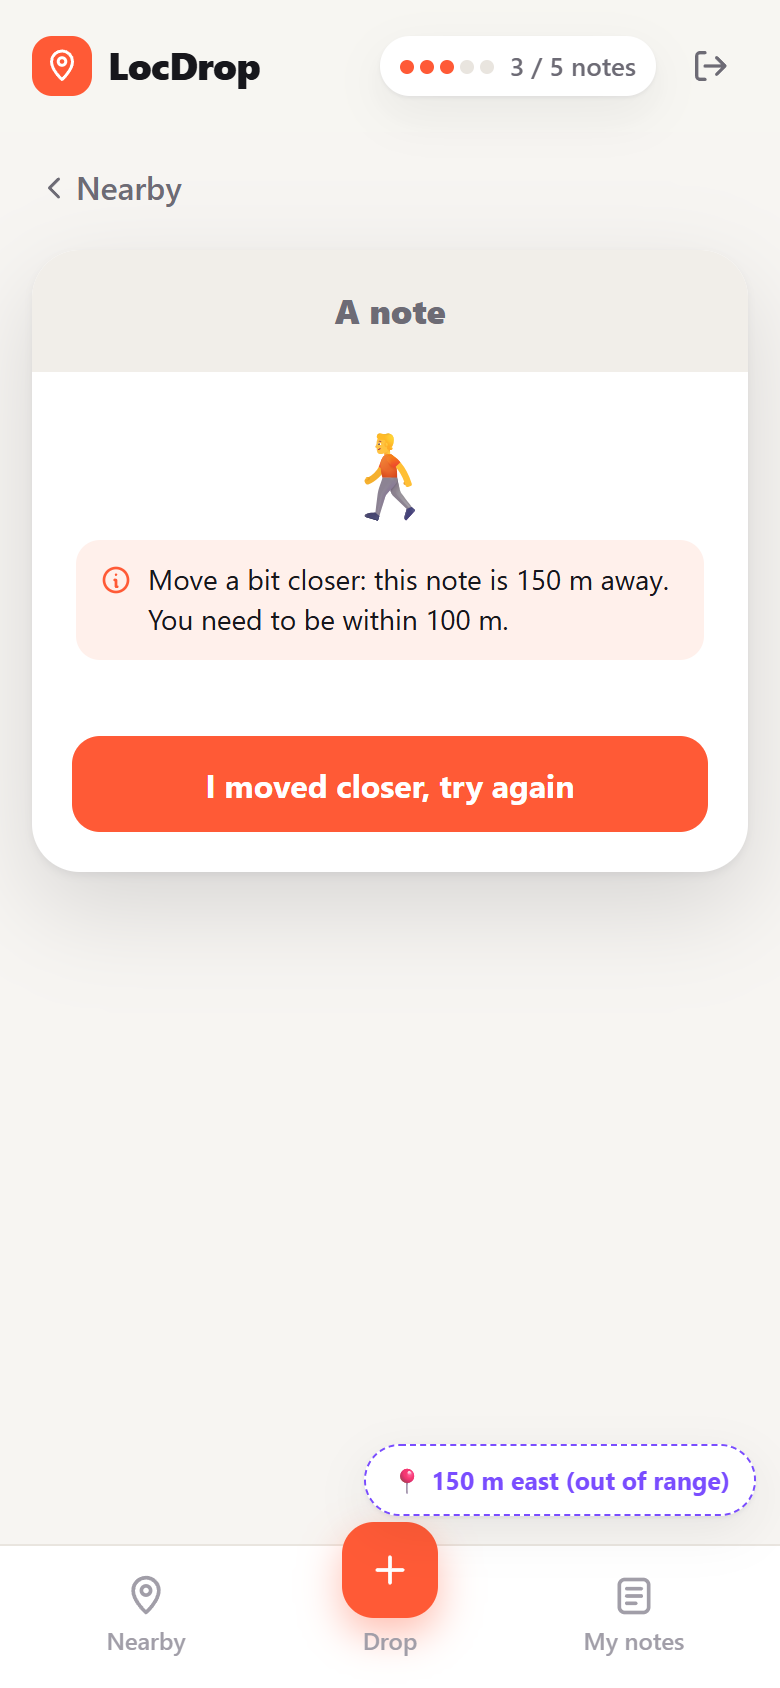 LocDrop
3 / 5 notes
Nearby
A note
Move a bit closer: this note is 150 m away.
You need to be within 100 m.
I moved closer, try again
150 m east (out of range)
Nearby
Drop
My notes